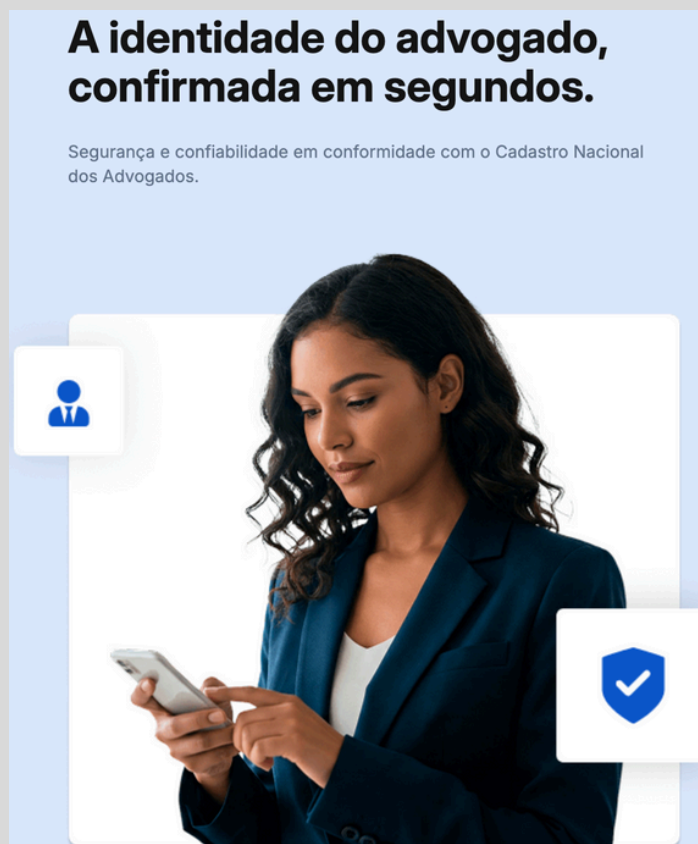 A identidade do advogado,
confirmada em segundos.
Segurança e confiabilidade em conformidade com o Cadastro Nacional
dos Advogados.